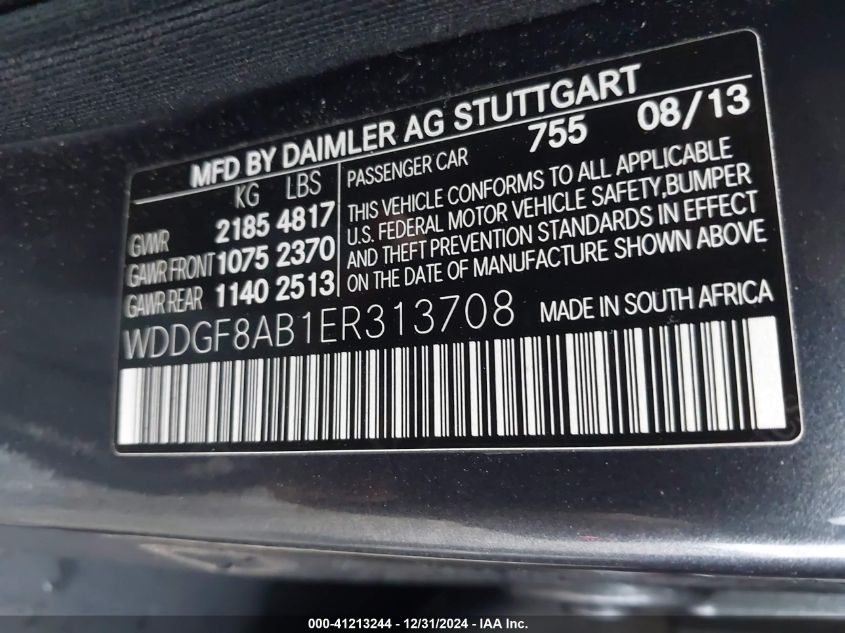 MFD BY DAIMLER AG STUTTGART
KG LBS
GVWR 2185 4817
GAWR FRONT 1075 2370
GAWR REAR 1140 2513
PASSENGER CAR 755 08/13
THIS VEHICLE CONFORMS TO ALL APPLICABLE
U.S. FEDERAL MOTOR VEHICLE SAFETY,BUMPER
AND THEFT PREVENTION STANDARDS IN EFFECT
ON THE DATE OF MANUFACTURE SHOWN ABOVE
WDDGF8AB1ER313708 MADE IN SOUTH AFRICA
000-41213244 - 12/31/2024 - IAA Inc.